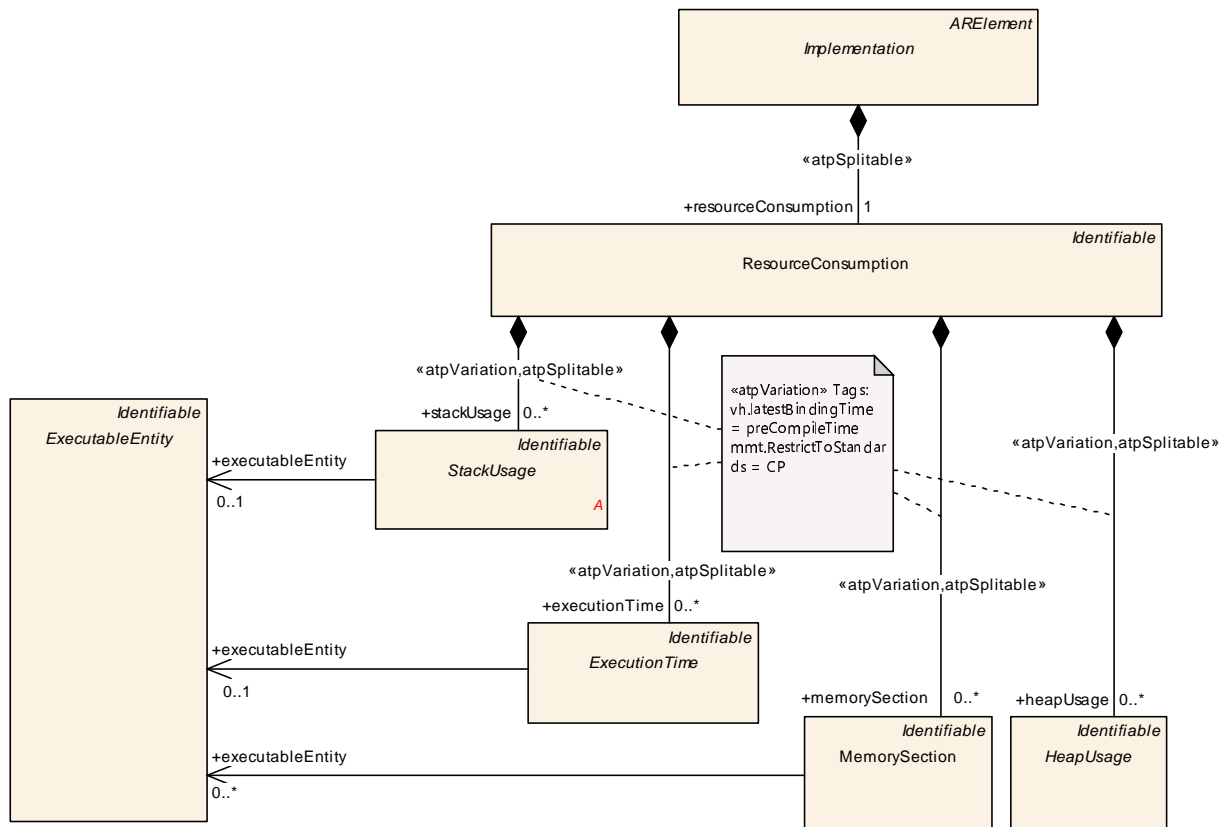 ARElement
Implementation
«atpSplitable»
+resourceConsumption 1
Identifiable
ResourceConsumption
«atpVariation,atpSplitable»
+stackUsage 0..*
«atpVariation» Tags:
vh.latestBindingTime
= preCompileTime
mmt.RestrictToStandar
ds = CP
Identifiable
ExecutableEntity
Identifiable
StackUsage
A
+executableEntity
0..1
«atpVariation,atpSplitable»
«atpVariation,atpSplitable»
+executionTime 0..*
«atpVariation,atpSplitable»
Identifiable
ExecutionTime
+executableEntity
0..1
+memorySection 0..*
+heapUsage 0..*
Identifiable
MemorySection
Identifiable
HeapUsage
+executableEntity
0..*